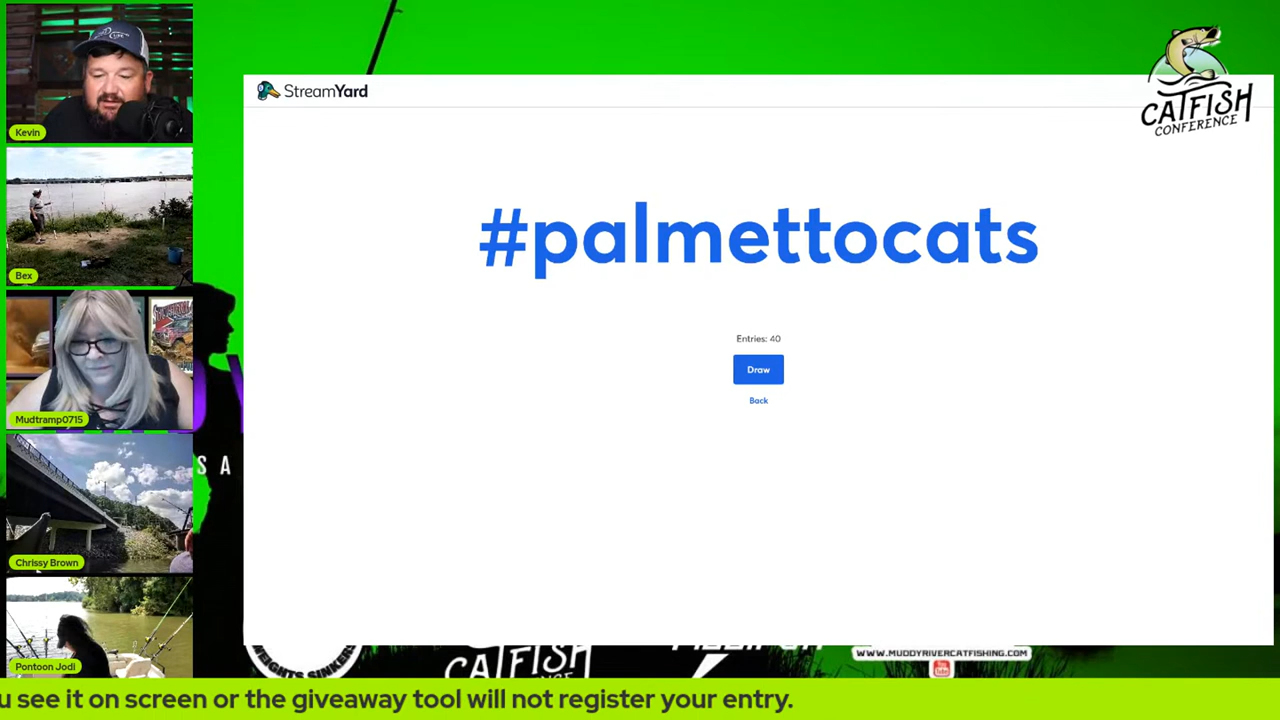 Kevin
Bex
Mudtramp0715
Chrissy Brown
Pontoon Jodi
StreamYard
CATFISH
CONFERENCE
#palmettocats
Entries: 40
Draw
Back
S A
CATFISH
WWW.MUDDYRIVERCATFISHING.COM
see it on screen or the giveaway tool will not register your entry.